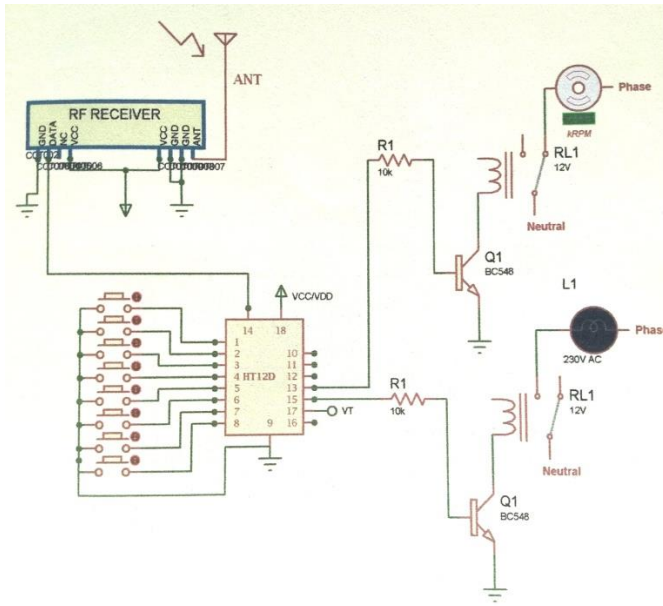 ANT
RF RECEIVER
GND DATA NC VCC VCC GND GND ANT
R1
10k
Phase
kRPM
RL1
12V
Neutral
Q1
BC548
L1
Phase
230V AC
VCC/VDD
14 18
1 10
2 11
3 12
4 HT12D 13
5 15
6 17 VT
7 16
8 9
R1
10k
RL1
12V
Neutral
Q1
BC548